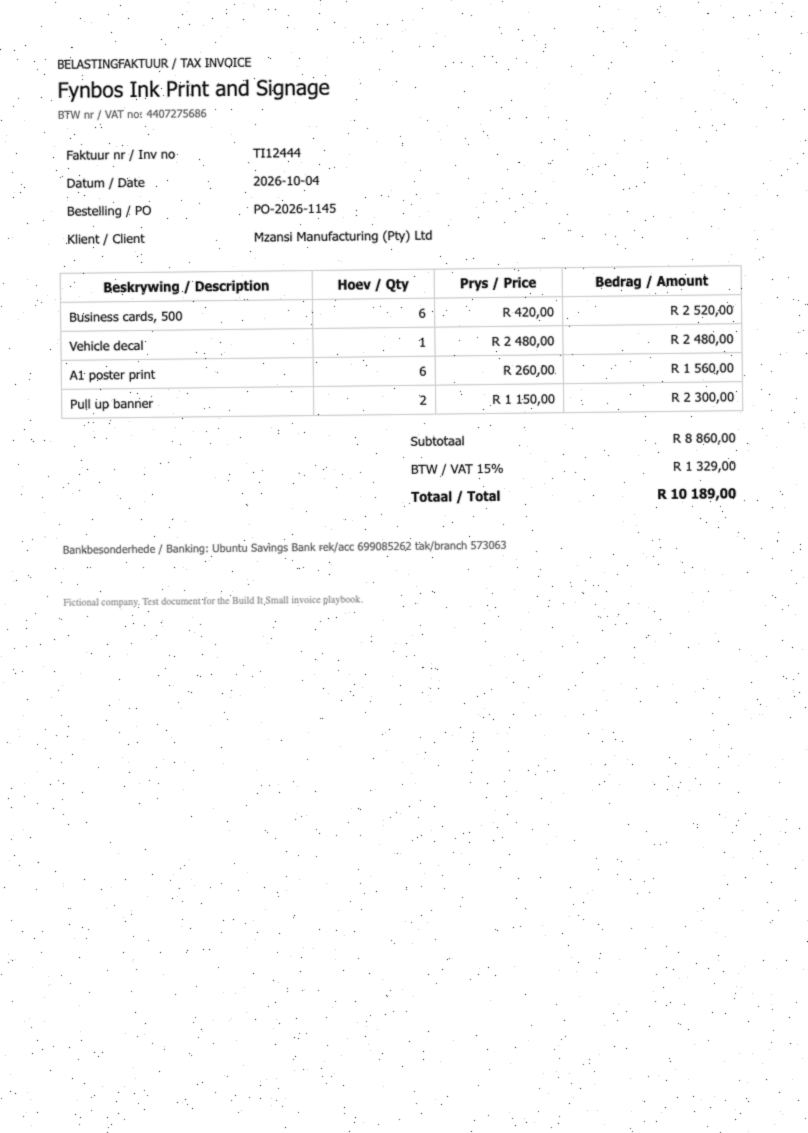 BELASTINGFAKTUUR / TAX INVOICE
Fynbos Ink Print and Signage
BTW nr / VAT no: 4407275686
Faktuur nr / Inv no TI12444
Datum / Date 2026-10-04
Bestelling / PO PO-2026-1145
Klient / Client Mzansi Manufacturing (Pty) Ltd
Beskrywing / Description Hoev / Qty Prys / Price Bedrag / Amount
Business cards, 500 6 R 420,00 R 2 520,00
Vehicle decal 1 R 2 480,00 R 2 480,00
A1 poster print 6 R 260,00 R 1 560,00
Pull up banner 2 R 1 150,00 R 2 300,00
Subtotaal R 8 860,00
BTW / VAT 15% R 1 329,00
Totaal / Total R 10 189,00
Bankbesonderhede / Banking: Ubuntu Savings Bank rek/acc 699085262 tak/branch 573063
Fictional company. Test document for the Build It Small invoice playbook.